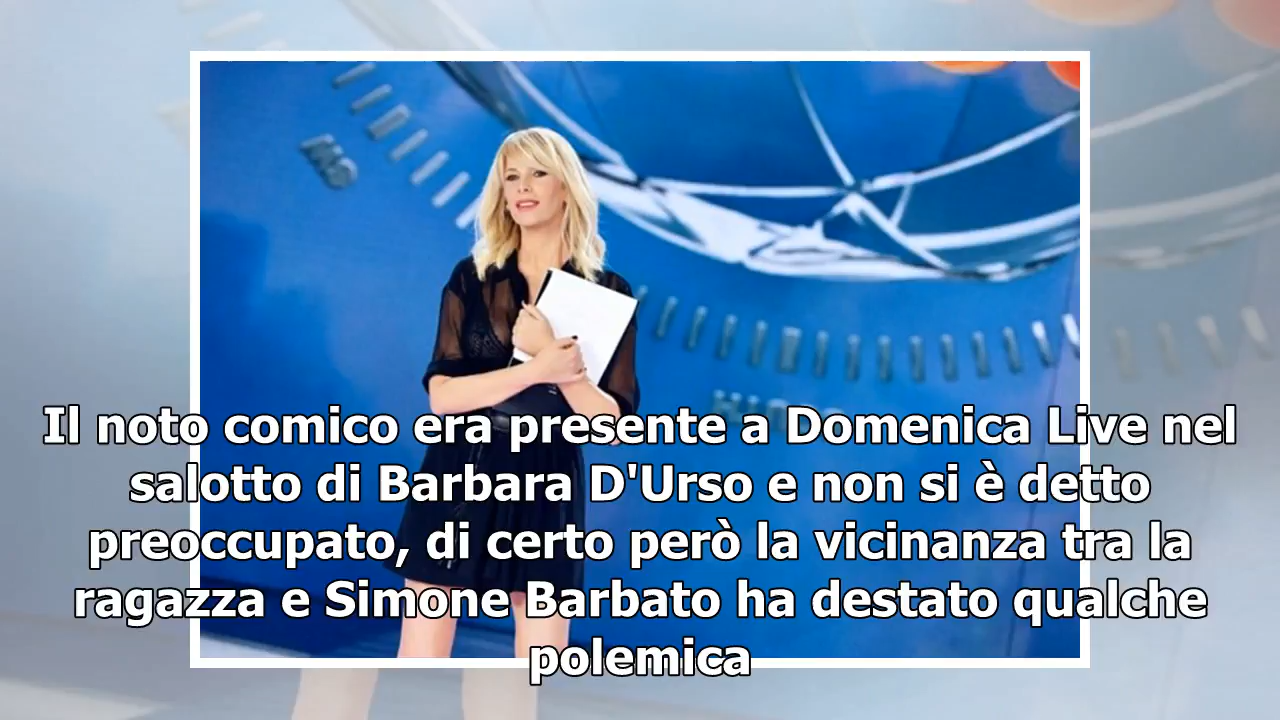 Il noto comico era presente a Domenica Live nel
salotto di Barbara D'Urso e non si è detto
preoccupato, di certo però la vicinanza tra la
ragazza e Simone Barbato ha destato qualche
polemica